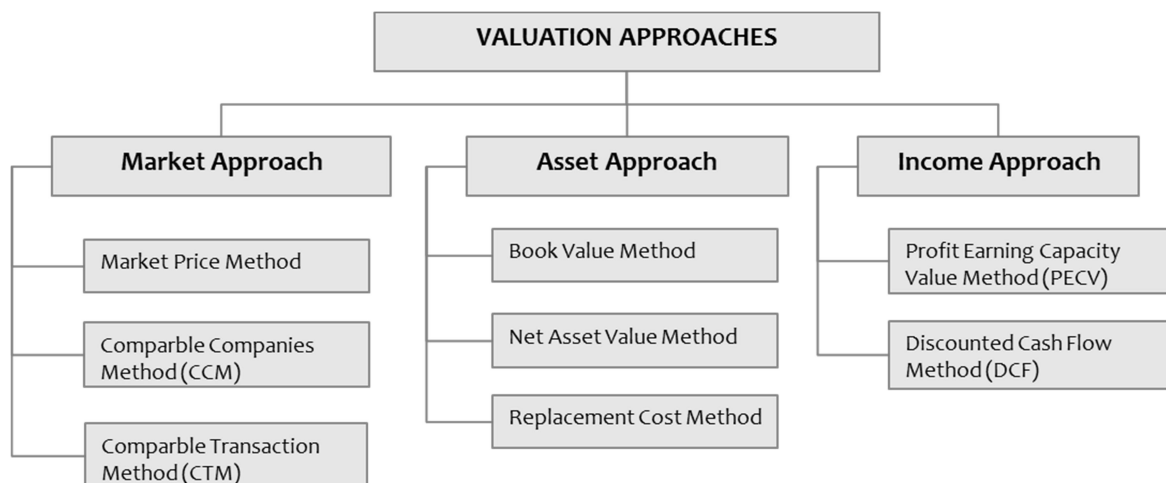 VALUATION APPROACHES
Market Approach
Market Price Method
Comparble Companies
Method (CCM)
Comparble Transaction
Method (CTM)
Asset Approach
Book Value Method
Net Asset Value Method
Replacement Cost Method
Income Approach
Profit Earning Capacity
Value Method (PECV)
Discounted Cash Flow
Method (DCF)